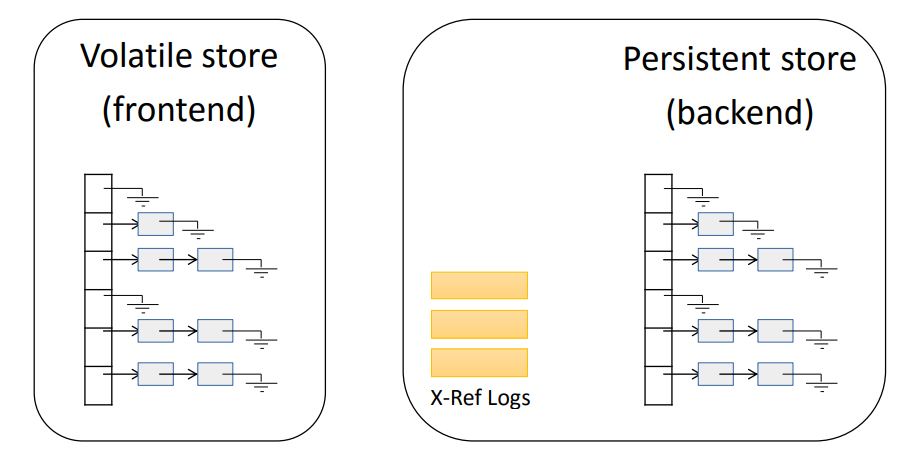 Volatile store
(frontend)
Persistent store
(backend)
X-Ref Logs